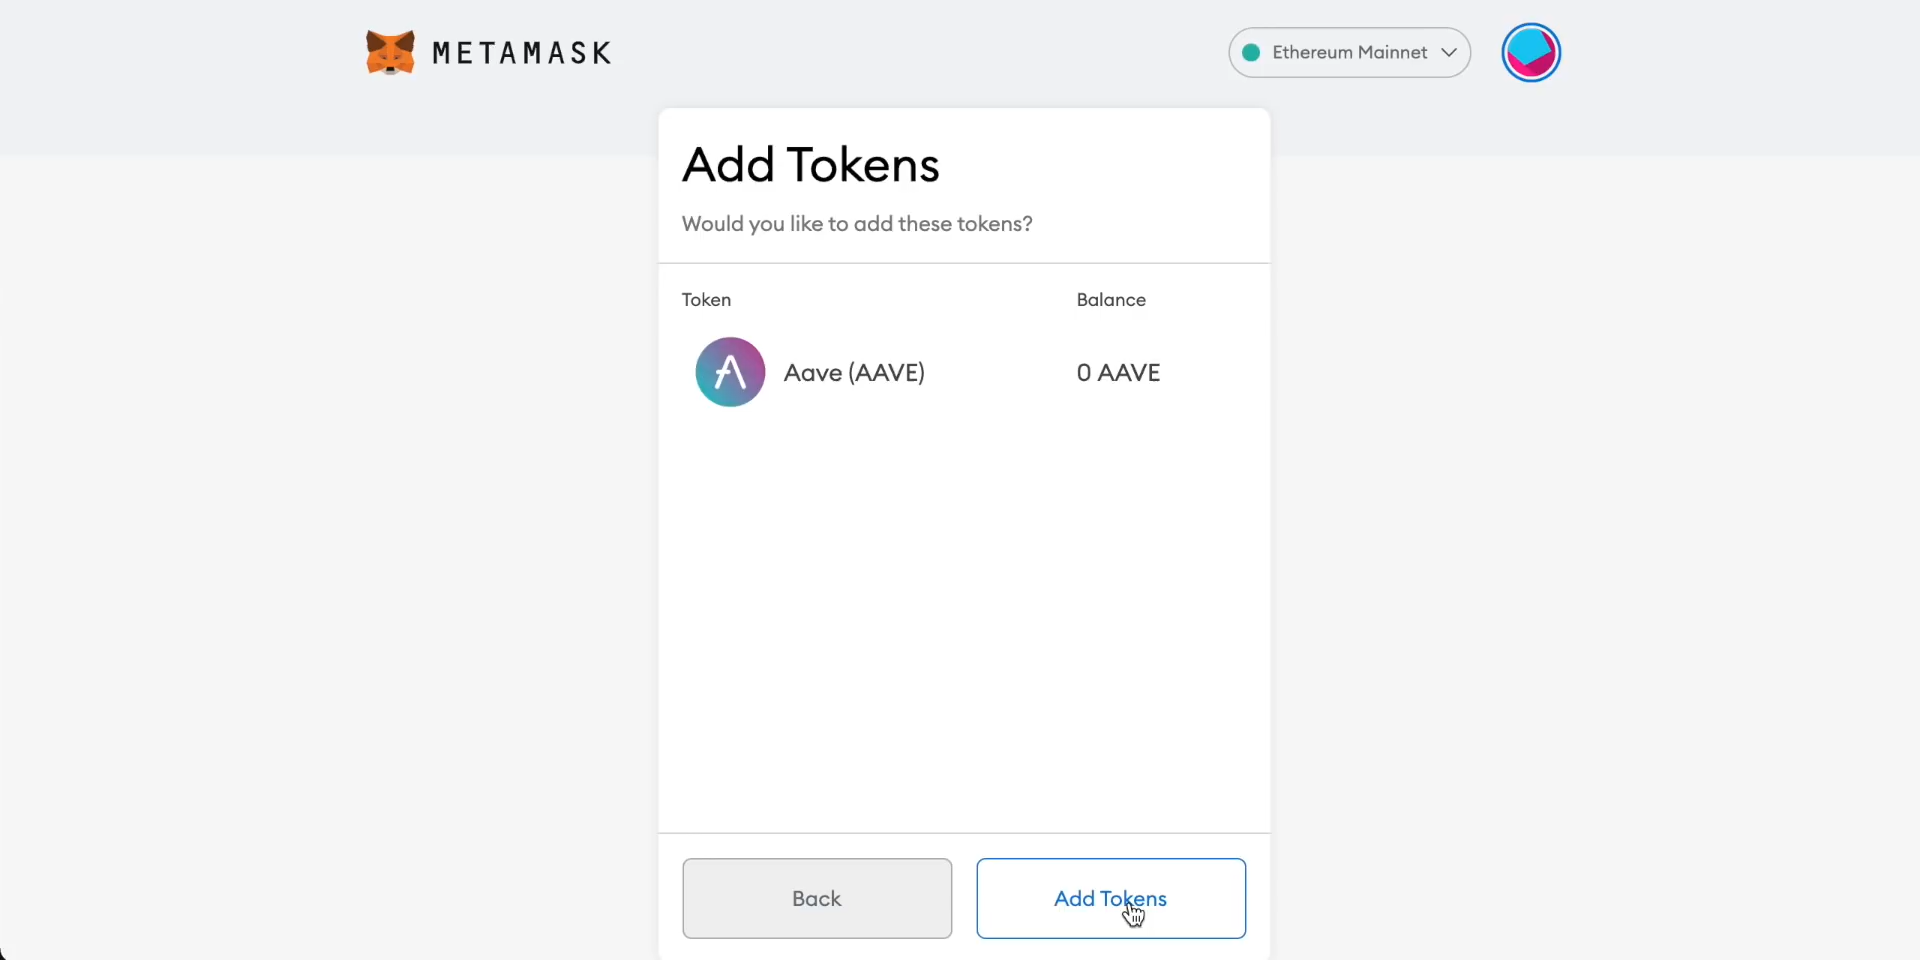 METAMASK
Ethereum Mainnet
Add Tokens
Would you like to add these tokens?
Token Balance
Aave (AAVE) 0 AAVE
Back Add Tokens